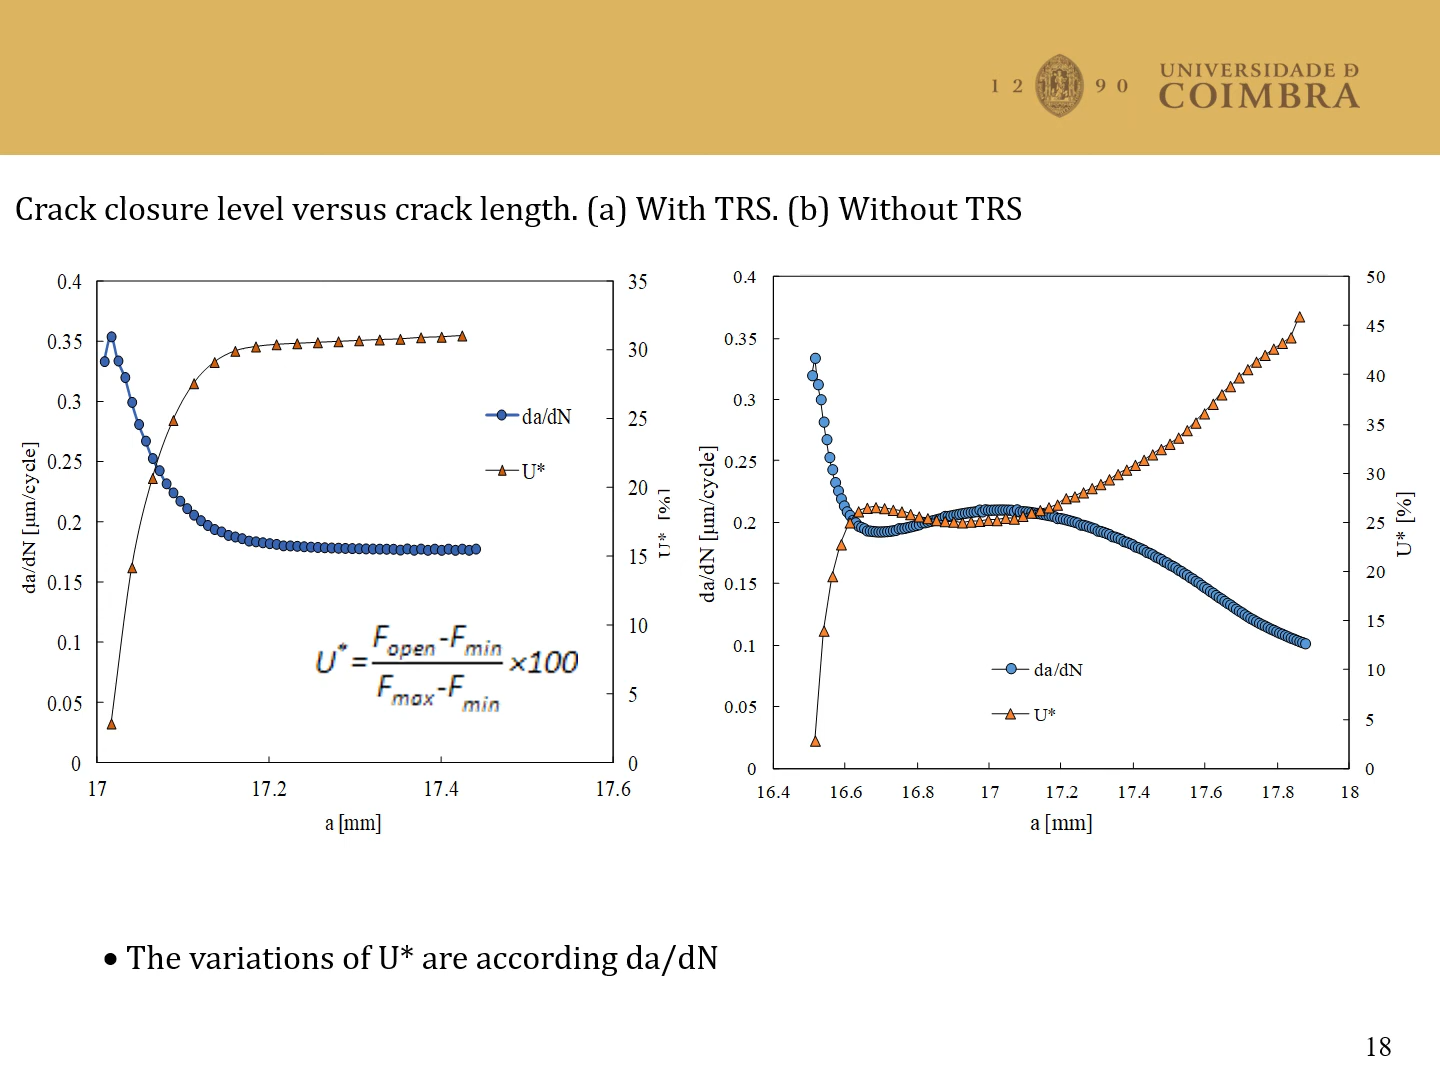 1 2 9 0
UNIVERSIDADE Ð
COIMBRA
Crack closure level versus crack length. (a) With TRS. (b) Without TRS
0.4
0.35
0.3
0.25
0.2
0.15
0.1
0.05
0
da/dN [µm/cycle]
35
30
25
20
15
10
5
0
U* [%]
da/dN
U*
U*=Fopen-Fmin/Fmax-Fmin×100
17 17.2 17.4 17.6
a [mm]
0.4
0.35
0.3
0.25
0.2
0.15
0.1
0.05
0
da/dN [µm/cycle]
50
45
40
35
30
25
20
15
10
5
0
U* [%]
da/dN
U*
16.4 16.6 16.8 17 17.2 17.4 17.6 17.8 18
a [mm]
• The variations of U* are according da/dN
18